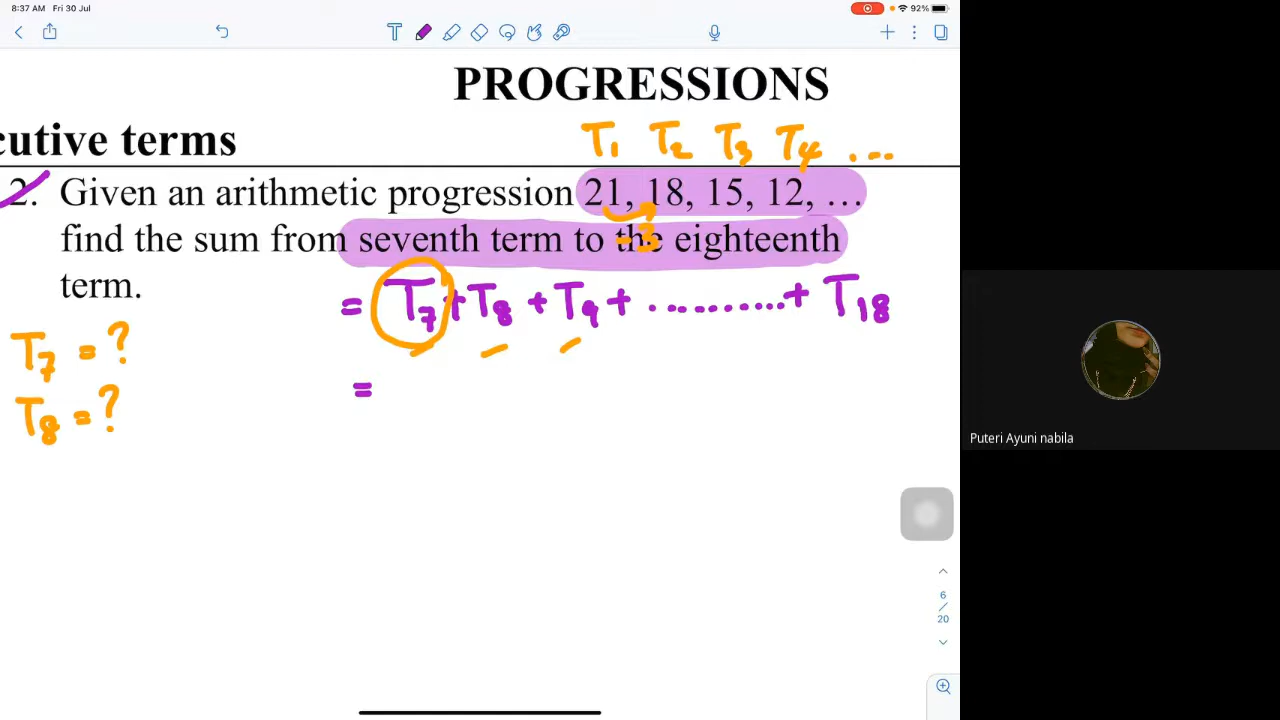 8:37 AM Fri 30 Jul
92%
PROGRESSIONS
cutive terms
T1 T2 T3 T4 ...
2. Given an arithmetic progression 21, 18, 15, 12, ...
-3
find the sum from seventh term to the eighteenth
term.
= T7 + T8 + T9 + ........... + T18
T7 = ?
=
T8 = ?
Puteri Ayuni nabila
6
/
20